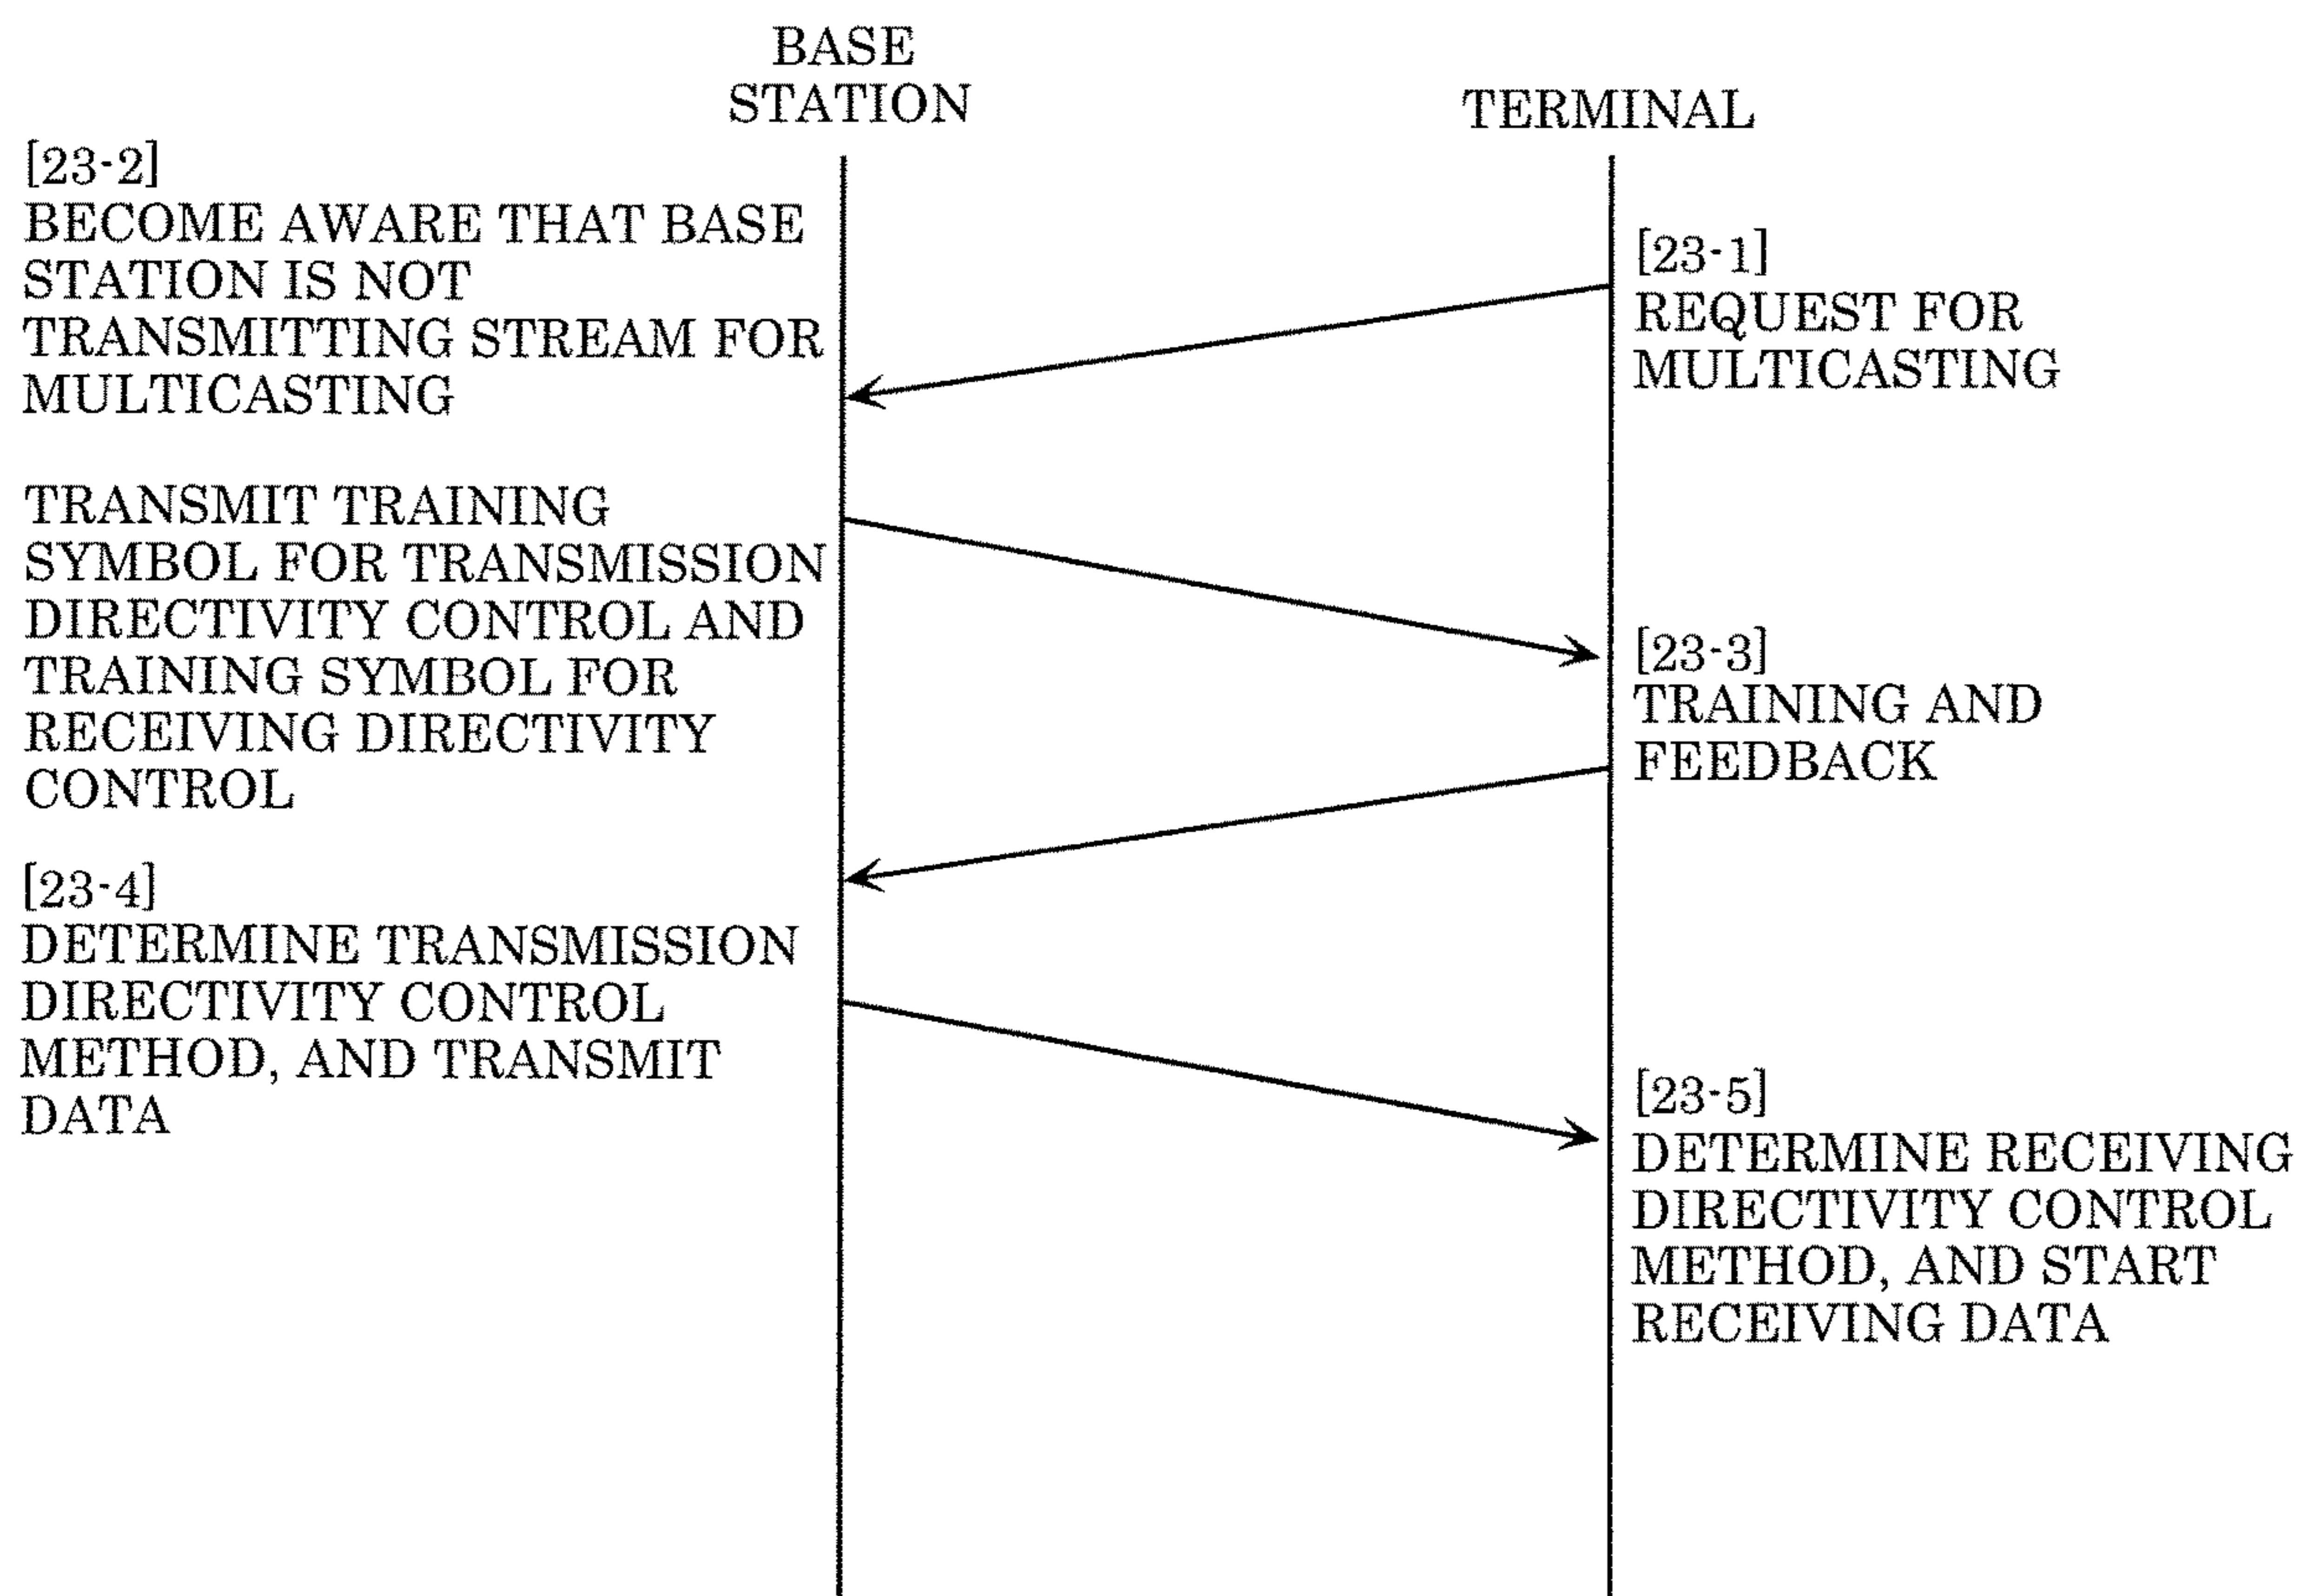 BASE
STATION
TERMINAL
[23-2]
BECOME AWARE THAT BASE
STATION IS NOT
TRANSMITTING STREAM FOR
MULTICASTING
[23-1]
REQUEST FOR
MULTICASTING
TRANSMIT TRAINING
SYMBOL FOR TRANSMISSION
DIRECTIVITY CONTROL AND
TRAINING SYMBOL FOR
RECEIVING DIRECTIVITY
CONTROL
[23-3]
TRAINING AND
FEEDBACK
[23-4]
DETERMINE TRANSMISSION
DIRECTIVITY CONTROL
METHOD, AND TRANSMIT
DATA
[23-5]
DETERMINE RECEIVING
DIRECTIVITY CONTROL
METHOD, AND START
RECEIVING DATA